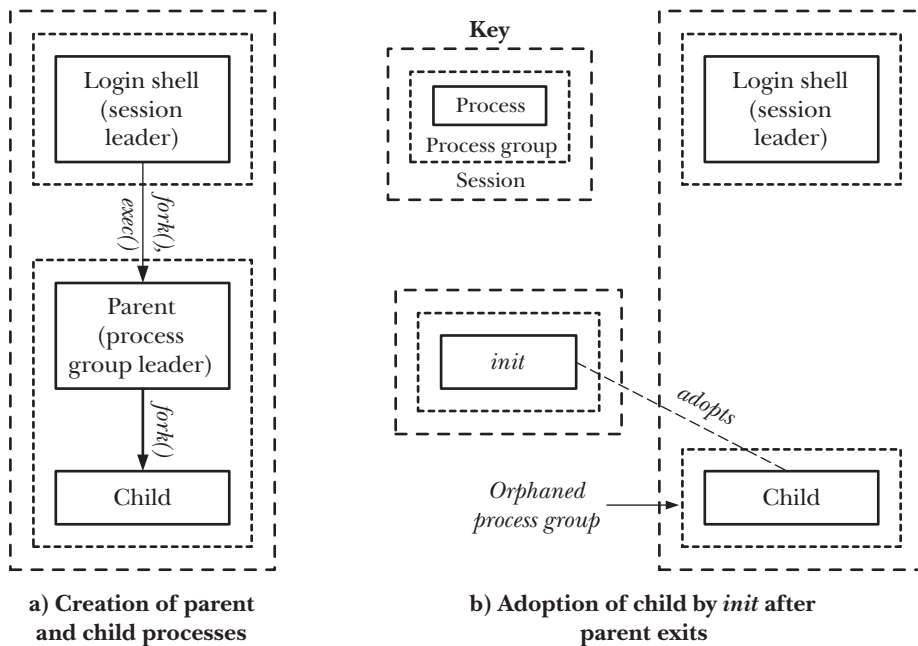 Login shell
(session
leader)
fork(),
exec()
Parent
(process
group leader)
fork()
Child
a) Creation of parent
and child processes
Key
Process
Process group
Session
init
adopts
Orphaned
process group
Login shell
(session
leader)
Child
b) Adoption of child by init after
parent exits